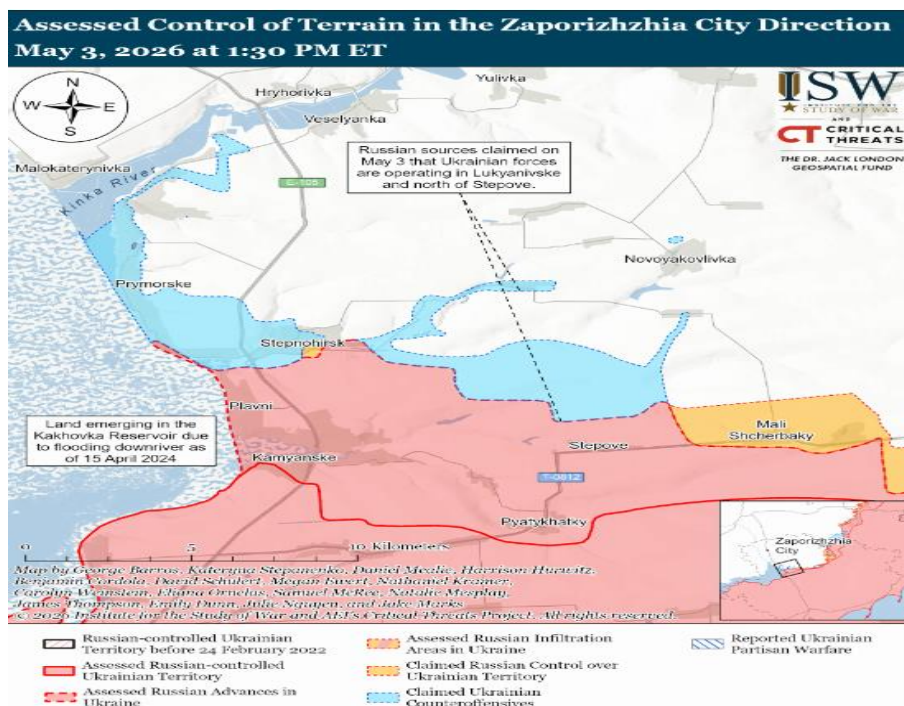 Assessed Control of Terrain in the Zaporizhzhia City Direction
May 3, 2026 at 1:30 PM ET
N
W
E
S
Yulivka
Hryhorivka
Veselyanka
ISW
INSTITUTE FOR THE
STUDY OF WAR
AND
CT CRITICAL
THREATS
THE DR. JACK LONDON
GEOSPATIAL FUND
Russian sources claimed on
May 3 that Ukrainian forces
are operating in Lukyanivske
and north of Stepove.
Malokaterynivka
Kinka River
E-105
Novoyakovlivka
Prymorske
Stepnohirsk
Plavni
Land emerging in the
Kakhovka Reservoir due
to flooding downriver as
of 15 April 2024
Mali
Shcherbaky
Stepove
Kamyanske
T-0812
Pyatykhatky
Zaporizhzhia
City
0 5 10 Kilometers
Map by George Barros, Kateryna Stepanenko, Daniel Mealie, Harrison Hurwitz,
Benjamin Cordola, David Schulert, Megan Ewert, Nathaniel Kramer,
Carolyn Weinstein, Eliana Ornelas, Samuel McRee, Natalie Mesplay,
James Thompson, Emily Dunn, Julie Nguyen, and Jake Marks
© 2026 Institute for the Study of War and AEI's Critical Threats Project. All rights reserved.
Russian-controlled Ukrainian
Territory before 24 February 2022
Assessed Russian-controlled
Ukrainian Territory
Assessed Russian Advances in
Ukraine
Assessed Russian Infiltration
Areas in Ukraine
Claimed Russian Control over
Ukrainian Territory
Claimed Ukrainian
Counteroffensives
Reported Ukrainian
Partisan Warfare